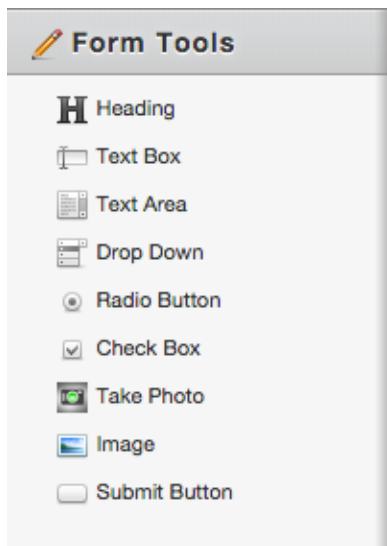 Form Tools
Heading
Text Box
Text Area
Drop Down
Radio Button
Check Box
Take Photo
Image
Submit Button